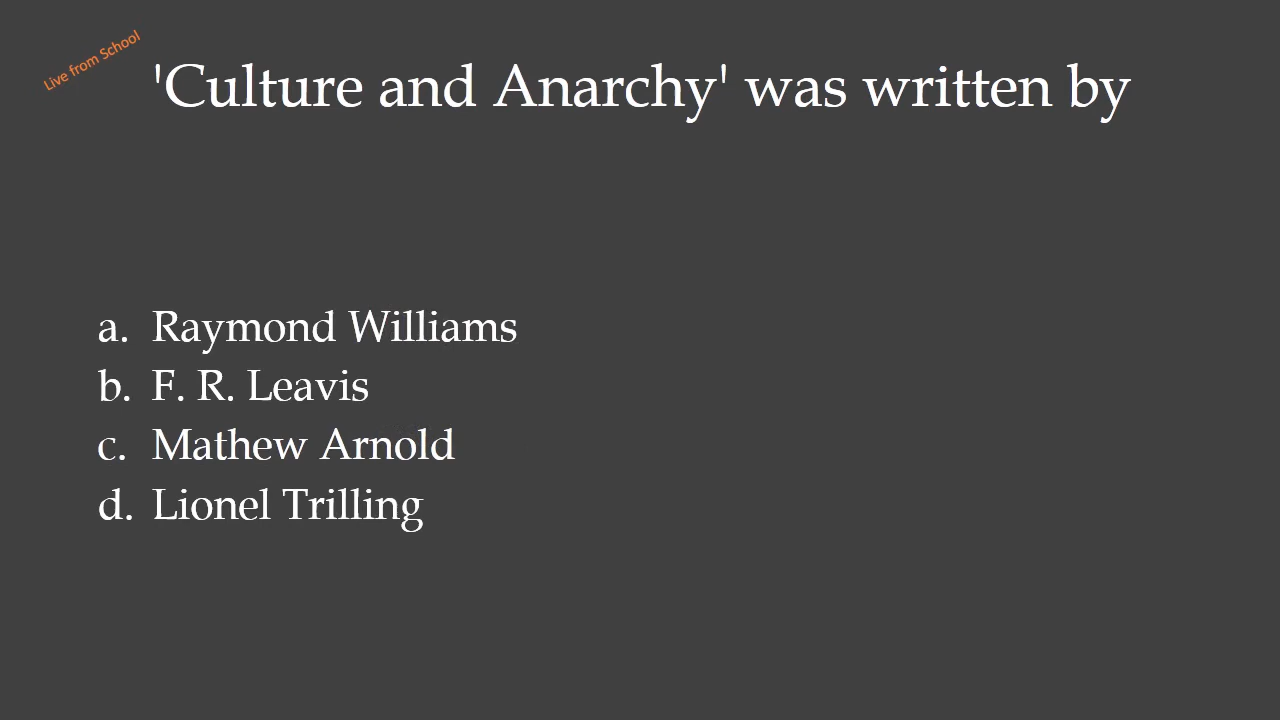 Live from School
'Culture and Anarchy' was written by
a. Raymond Williams
b. F. R. Leavis
c. Mathew Arnold
d. Lionel Trilling